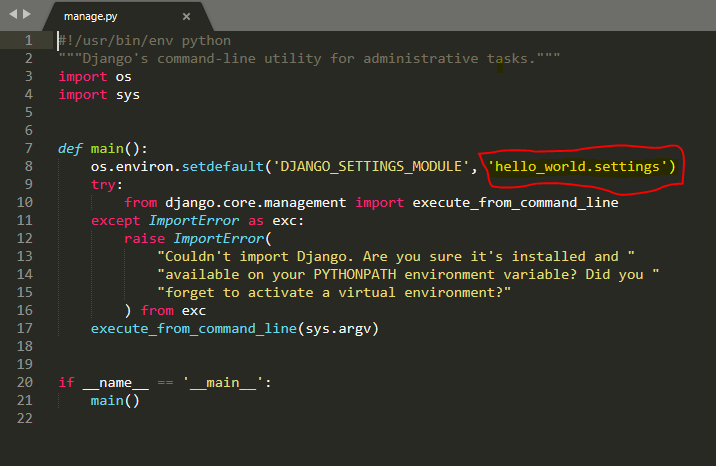 manage.py
1 #!/usr/bin/env python
2 """Django's command-line utility for administrative tasks."""
3 import os
4 import sys
5
6
7 def main():
8     os.environ.setdefault('DJANGO_SETTINGS_MODULE', 'hello_world.settings')
9     try:
10         from django.core.management import execute_from_command_line
11     except ImportError as exc:
12         raise ImportError(
13             "Couldn't import Django. Are you sure it's installed and "
14             "available on your PYTHONPATH environment variable? Did you "
15             "forget to activate a virtual environment?"
16         ) from exc
17     execute_from_command_line(sys.argv)
18
19
20 if __name__ == '__main__':
21     main()
22